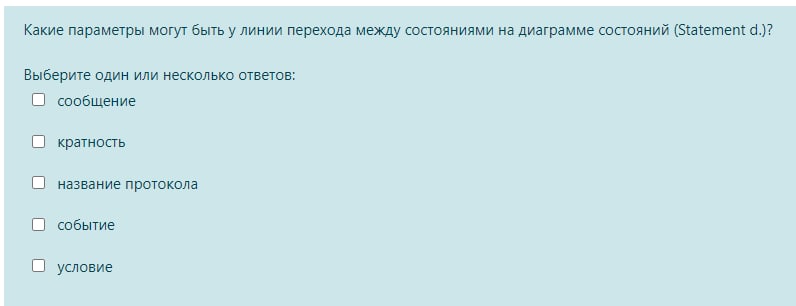 Какие параметры могут быть у линии перехода между состояниями на диаграмме состояний (Statement d.)?
Выберите один или несколько ответов:
сообщение
кратность
название протокола
событие
условие